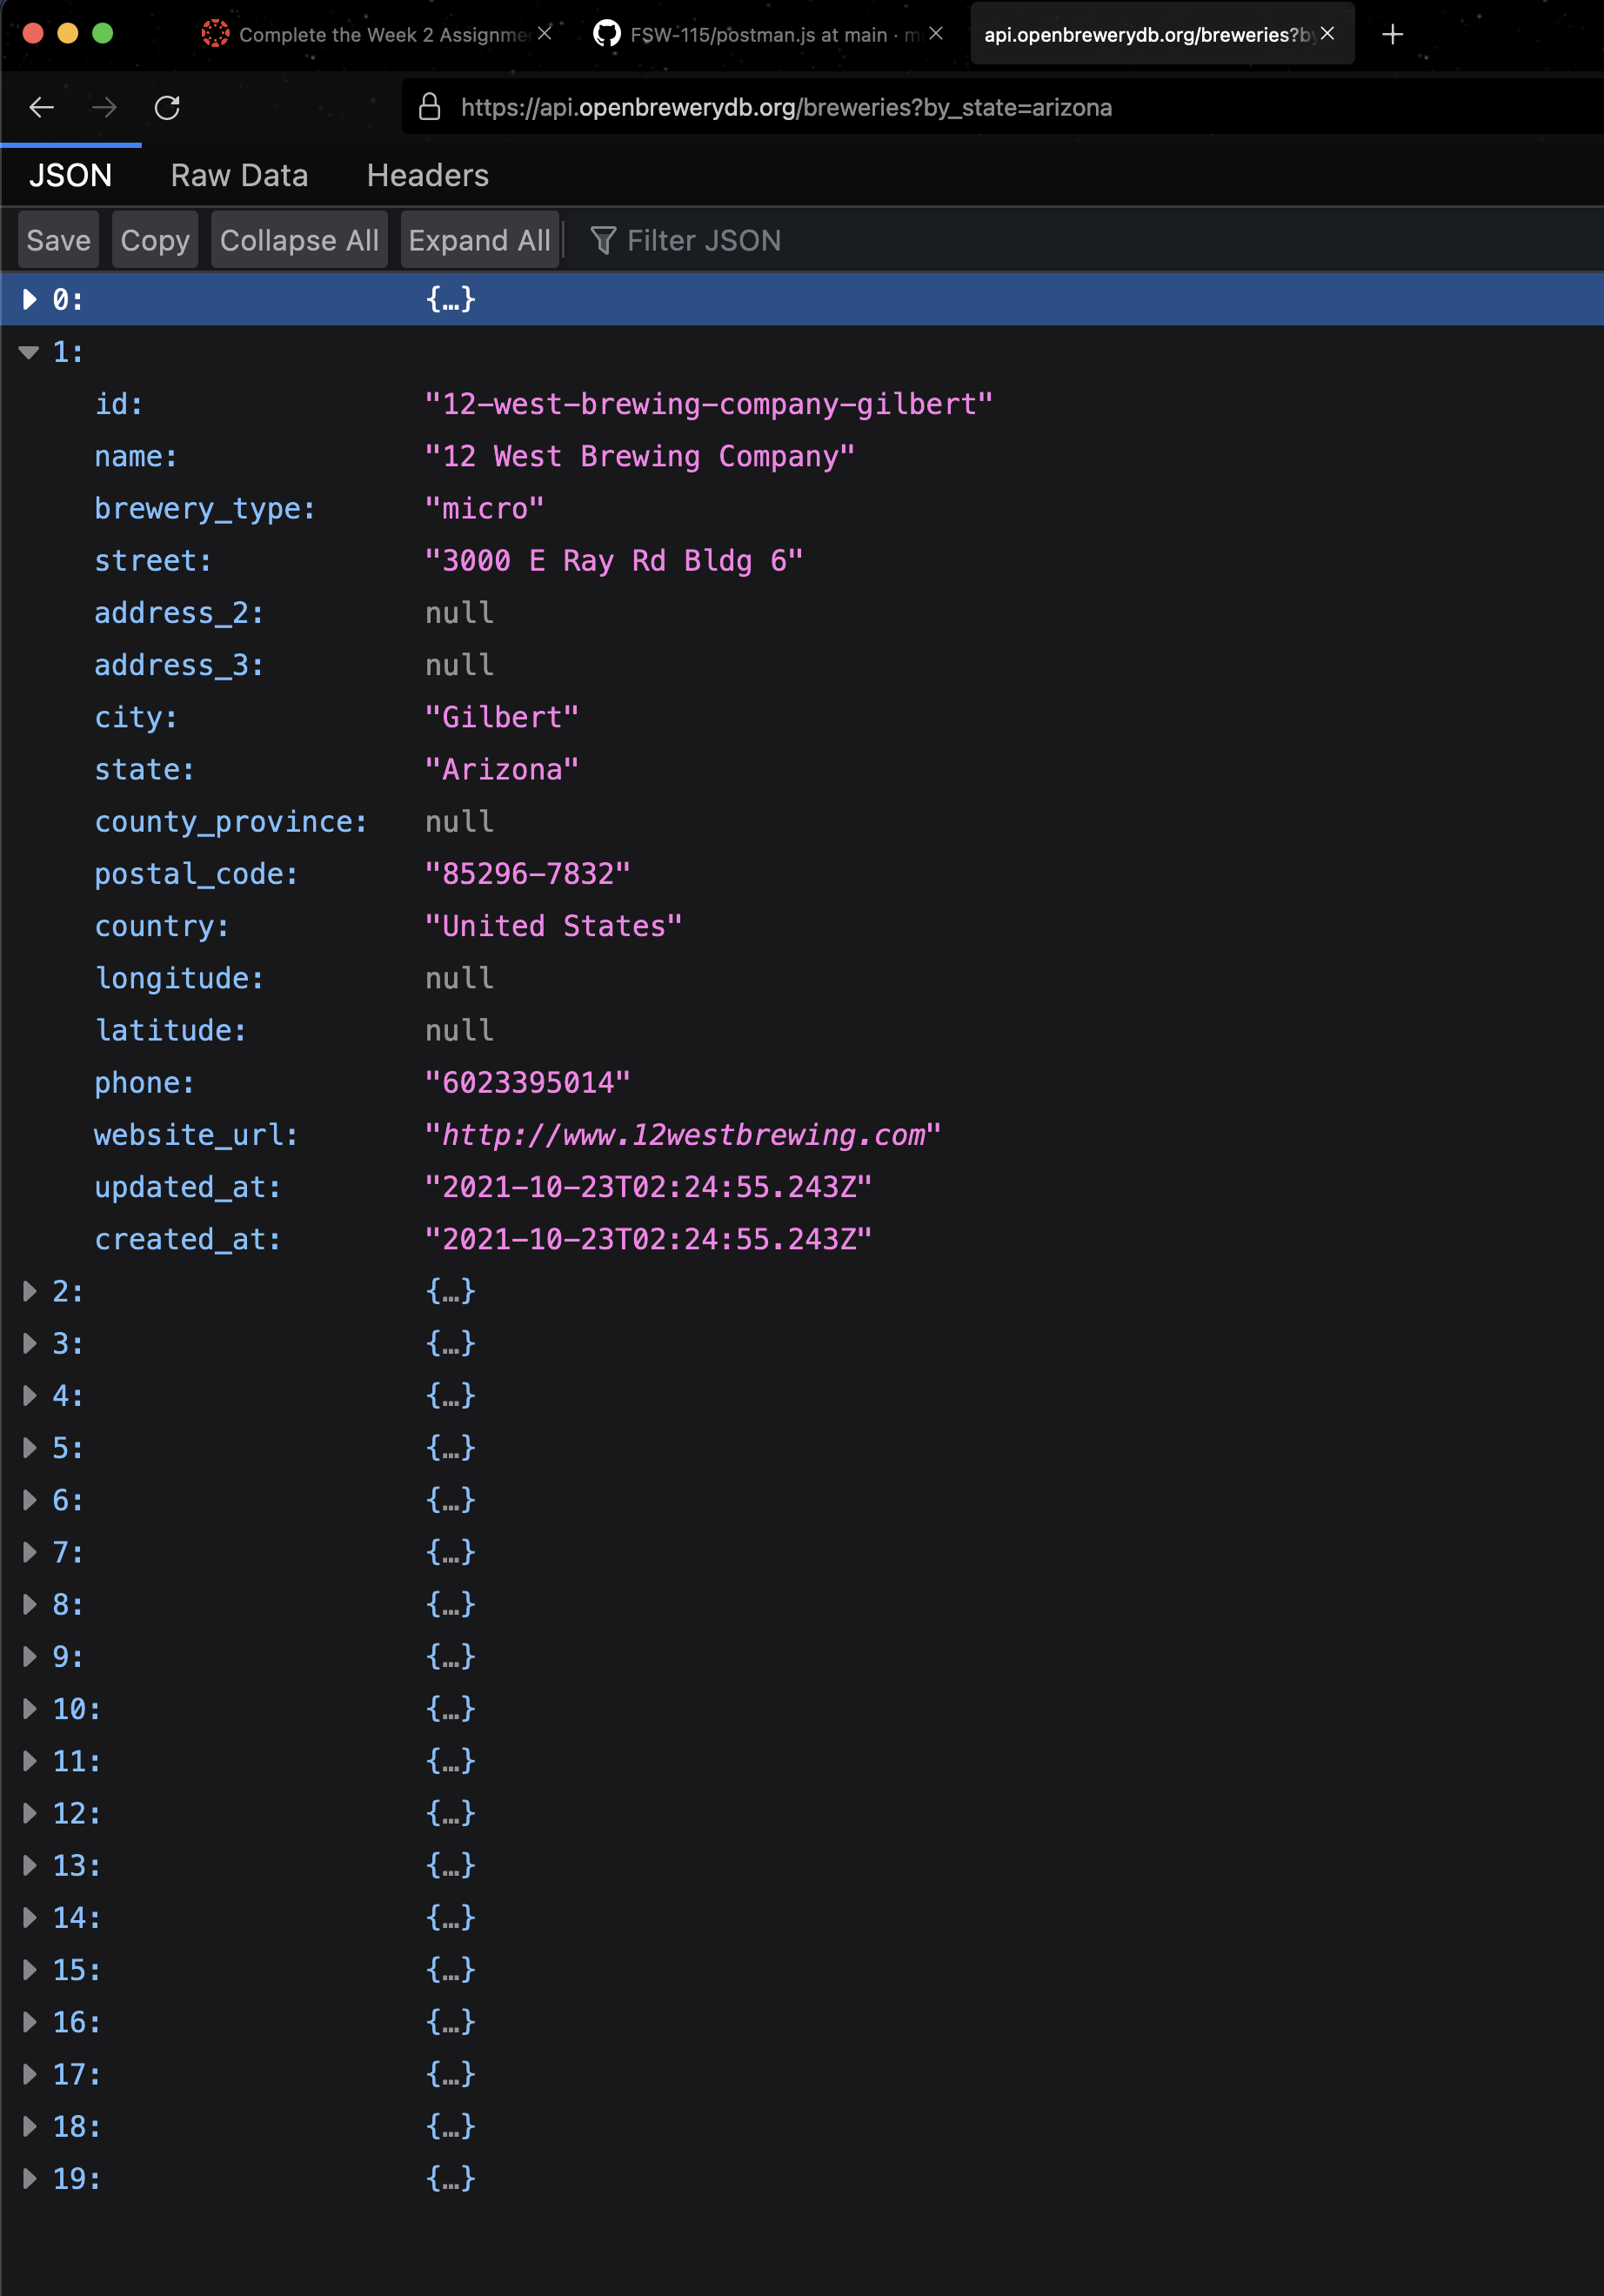 Complete the Week 2 Assignme
FSW-115/postman.js at main · m
api.openbrewerydb.org/breweries?by
https://api.openbrewerydb.org/breweries?by_state=arizona
JSON Raw Data Headers
Save Copy Collapse All Expand All Filter JSON
0: {…}
1:
id: "12-west-brewing-company-gilbert"
name: "12 West Brewing Company"
brewery_type: "micro"
street: "3000 E Ray Rd Bldg 6"
address_2: null
address_3: null
city: "Gilbert"
state: "Arizona"
county_province: null
postal_code: "85296-7832"
country: "United States"
longitude: null
latitude: null
phone: "6023395014"
website_url: "http://www.12westbrewing.com"
updated_at: "2021-10-23T02:24:55.243Z"
created_at: "2021-10-23T02:24:55.243Z"
2: {…}
3: {…}
4: {…}
5: {…}
6: {…}
7: {…}
8: {…}
9: {…}
10: {…}
11: {…}
12: {…}
13: {…}
14: {…}
15: {…}
16: {…}
17: {…}
18: {…}
19: {…}